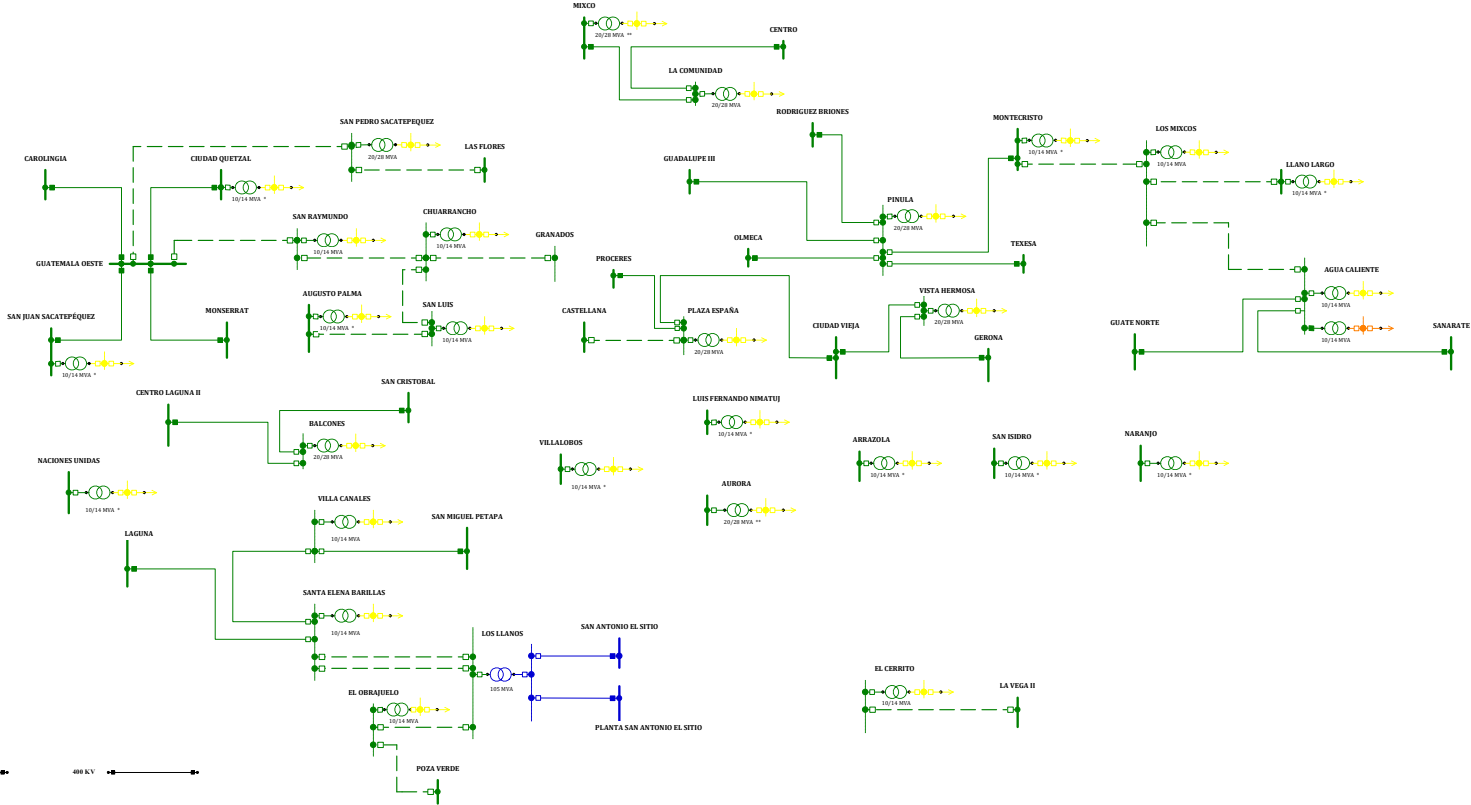 MIXCO
20/28 MVA **
CENTRO
LA COMUNIDAD
20/28 MVA
RODRIGUEZ BRIONES
SAN PEDRO SACATEPEQUEZ
20/28 MVA
LAS FLORES
MONTECRISTO
10/14 MVA *
LOS MIXCOS
10/14 MVA
CAROLINGIA
CIUDAD QUETZAL
10/14 MVA *
GUADALUPE III
LLANO LARGO
10/14 MVA *
SAN RAYMUNDO
10/14 MVA
CHUARRANCHO
10/14 MVA
GRANADOS
PINULA
20/28 MVA
OLMECA
TEXESA
GUATEMALA OESTE
PROCERES
AGUA CALIENTE
10/14 MVA
10/14 MVA
AUGUSTO PALMA
10/14 MVA *
SAN LUIS
10/14 MVA
CASTELLANA
PLAZA ESPAÑA
20/28 MVA
VISTA HERMOSA
20/28 MVA
SAN JUAN SACATEPÉQUEZ
10/14 MVA *
MONSERRAT
CIUDAD VIEJA
GERONA
GUATE NORTE
SANARATE
SAN CRISTOBAL
CENTRO LAGUNA II
BALCONES
20/28 MVA
LUIS FERNANDO NIMATUJ
10/14 MVA *
VILLALOBOS
10/14 MVA *
ARRAZOLA
10/14 MVA *
SAN ISIDRO
10/14 MVA *
NARANJO
10/14 MVA *
NACIONES UNIDAS
10/14 MVA *
AURORA
20/28 MVA **
VILLA CANALES
10/14 MVA
SAN MIGUEL PETAPA
LAGUNA
SANTA ELENA BARILLAS
10/14 MVA
LOS LLANOS
105 MVA
SAN ANTONIO EL SITIO
PLANTA SAN ANTONIO EL SITIO
EL OBRAJUELO
10/14 MVA
EL CERRITO
10/14 MVA
LA VEGA II
POZA VERDE
400 KV